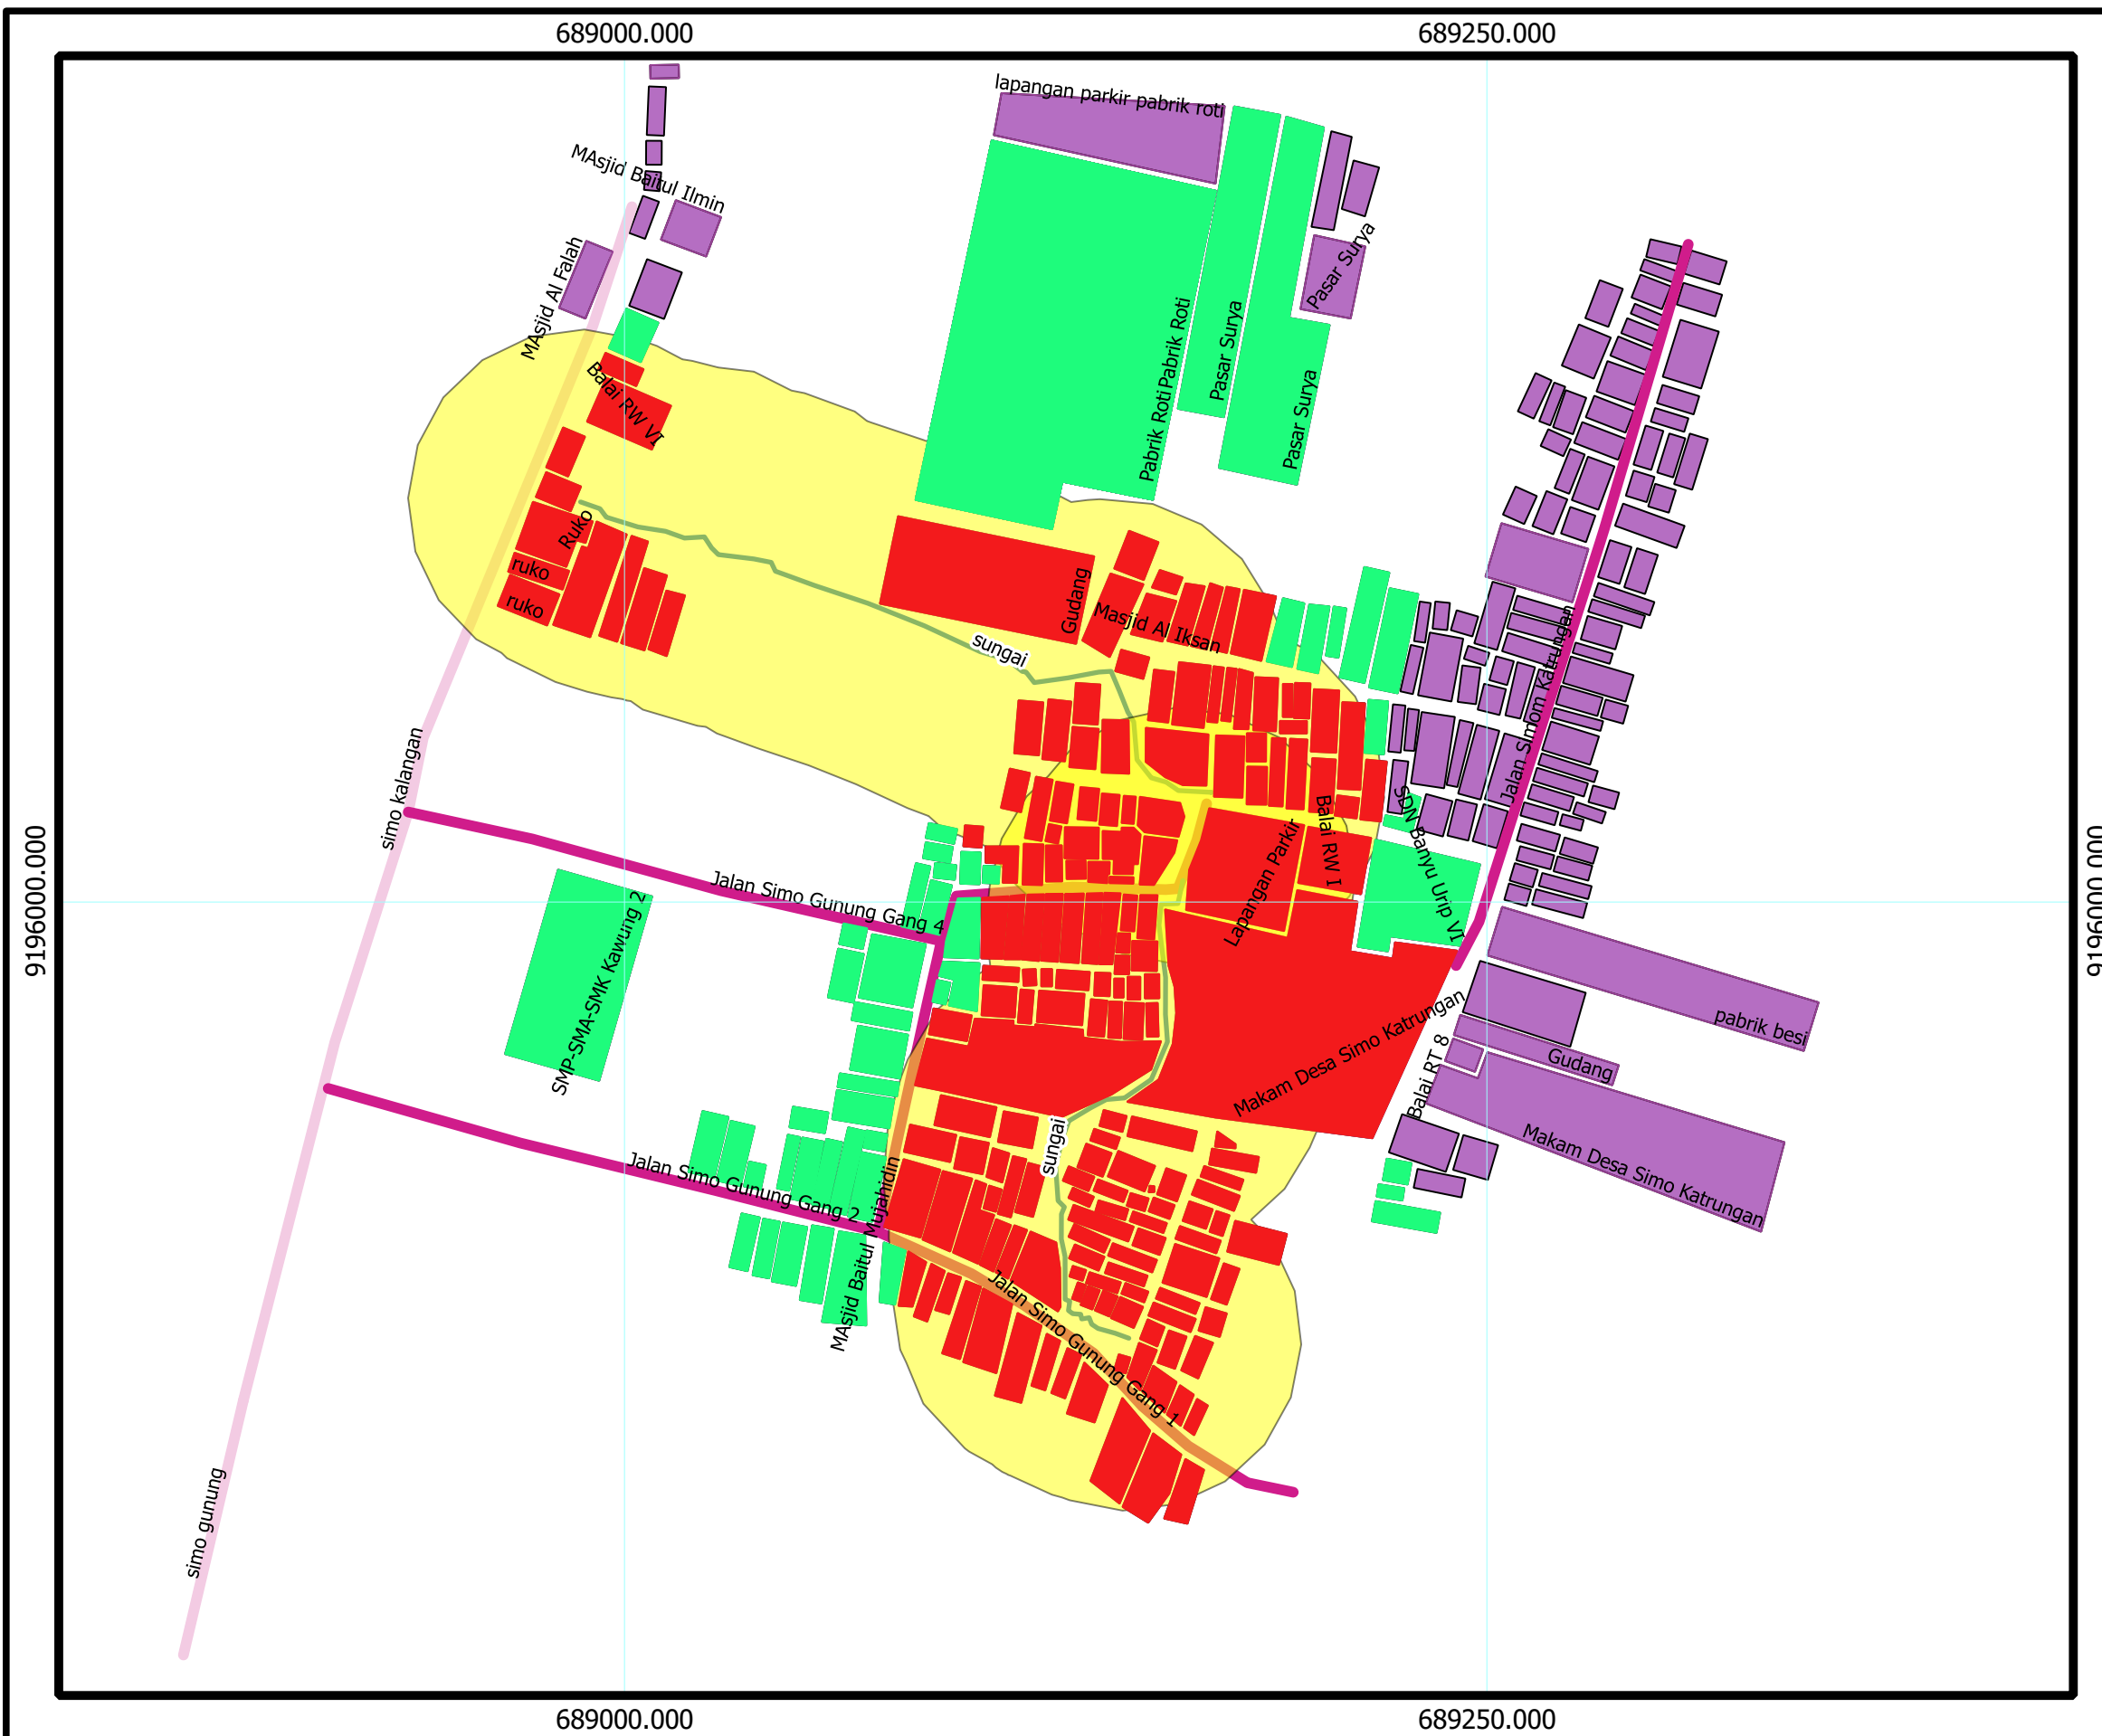 689000.000
689250.000
lapangan parkir pabrik roti
MAsjid Baitul Ilmin
MAsjid Al Falah
Pasar Surya
Pabrik Roti
Pabrik Roti
Pasar Surya
Pasar Surya
Balai RW VI
Ruko
ruko
ruko
Gudang
Masjid Al Iksan
sungai
simo kalangan
Jalan Simom Katrungan
SDN Banyu Urip VI
Balai RW I
Lapangan Parkir
9196000.000
9196000.000
Jalan Simo Gunung Gang 4
SMP-SMA-SMK Kawung 2
Makam Desa Simo Katrungan
pabrik besi
Gudang
Balai RT 8
Makam Desa Simo Katrungan
sungai
Jalan Simo Gunung Gang 2
MAsjid Baitul Mujahidin
Jalan Simo Gunung Gang 1
simo gunung
689000.000
689250.000